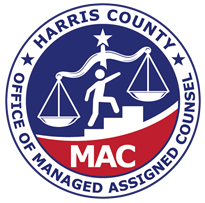 HARRIS COUNTY
OFFICE OF MANAGED ASSIGNED COUNSEL
MAC